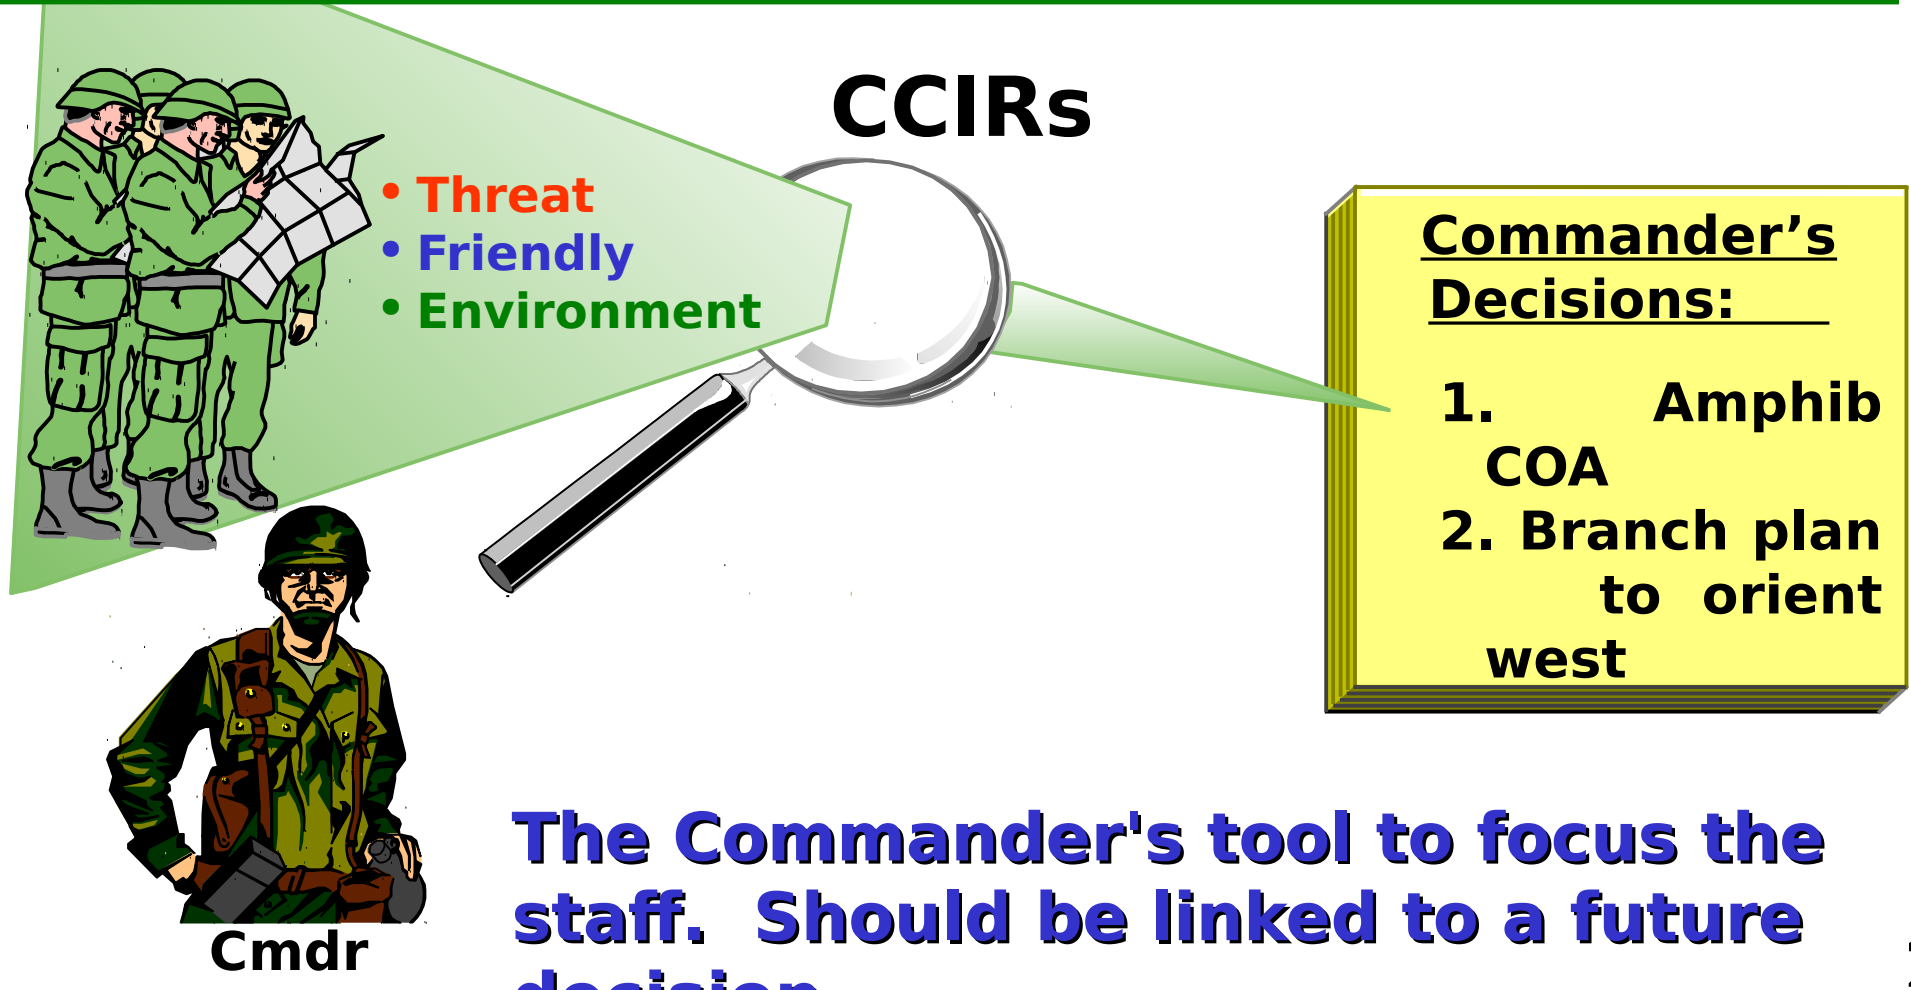 CCIRs
• Threat
• Friendly
• Environment
Commander’s
Decisions:
1. Amphib
COA
2. Branch plan
to orient
west
Cmdr
The Commander's tool to focus the
staff. Should be linked to a future
decision